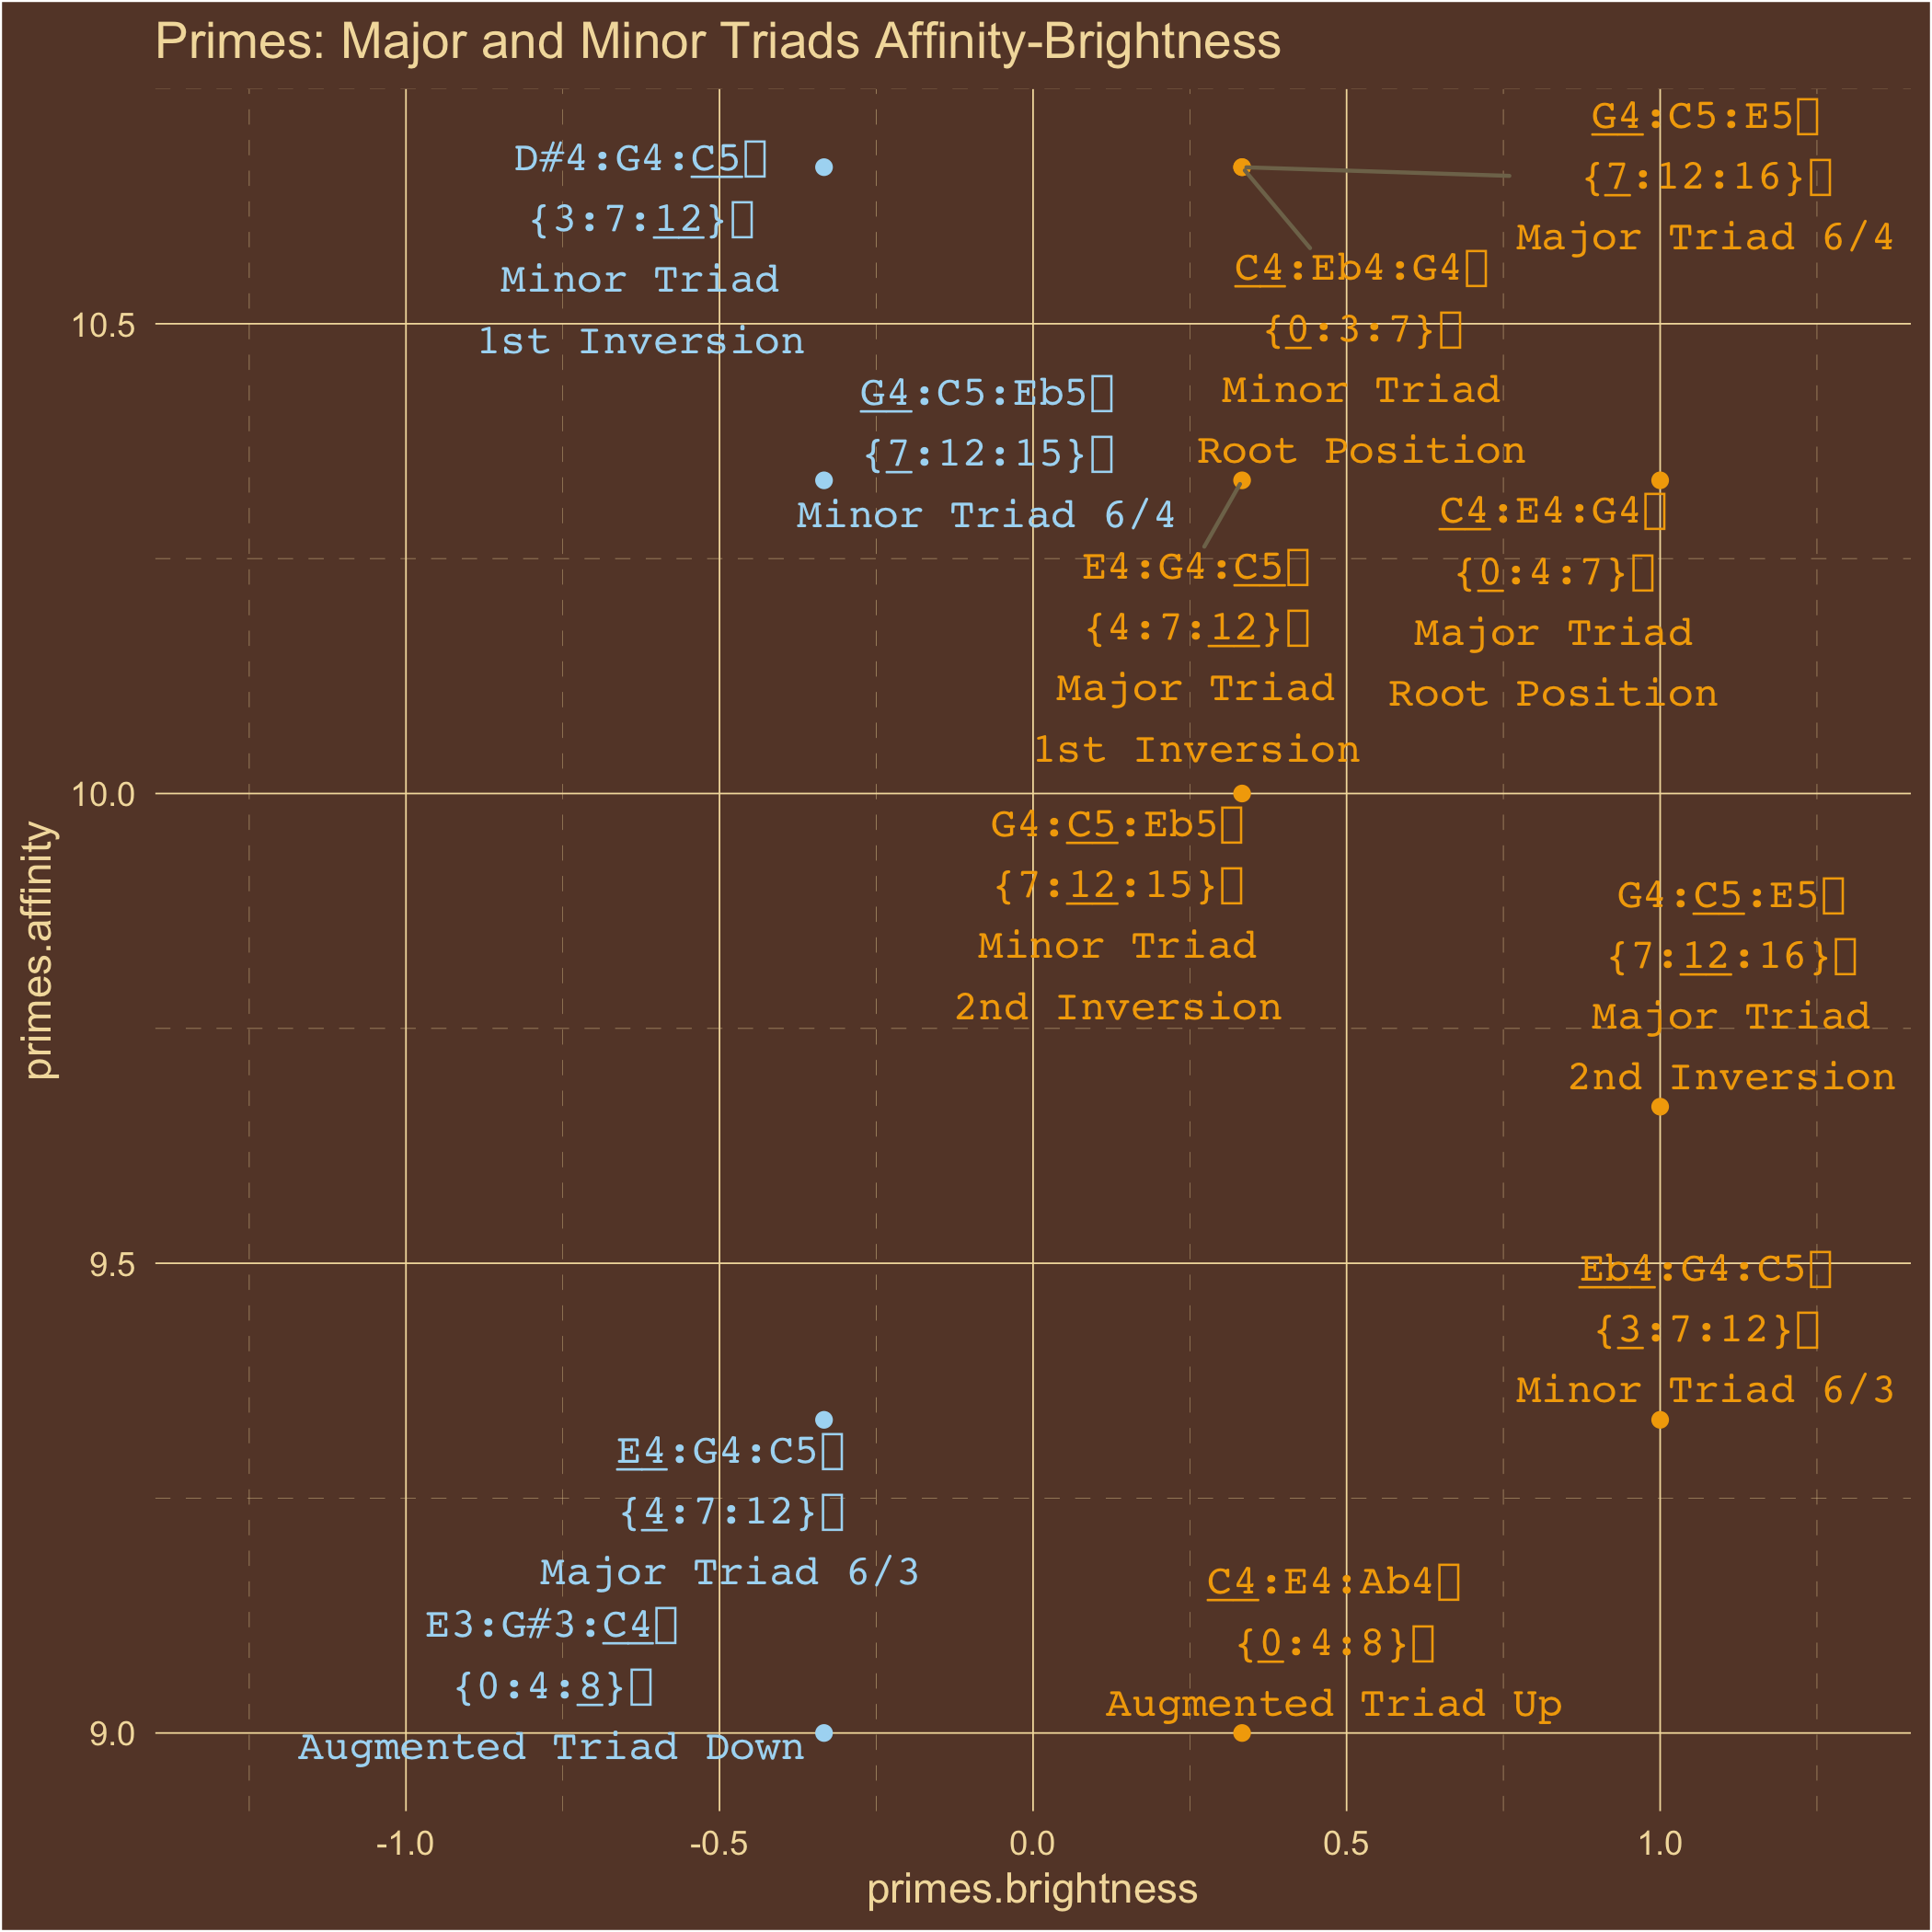 Primes: Major and Minor Triads Affinity-Brightness
G4:C5:E5▯
{7:12:16}▯
Major Triad 6/4
D#4:G4:C5▯
{3:7:12}▯
Minor Triad
1st Inversion
C4:Eb4:G4▯
{0:3:7}▯
Minor Triad
Root Position
G4:C5:Eb5▯
{7:12:15}▯
Minor Triad 6/4
C4:E4:G4▯
{0:4:7}▯
Major Triad
Root Position
E4:G4:C5▯
{4:7:12}▯
Major Triad
1st Inversion
G4:C5:Eb5▯
{7:12:15}▯
Minor Triad
2nd Inversion
G4:C5:E5▯
{7:12:16}▯
Major Triad
2nd Inversion
Eb4:G4:C5▯
{3:7:12}▯
Minor Triad 6/3
E4:G4:C5▯
{4:7:12}▯
Major Triad 6/3
E3:G#3:C4▯
{0:4:8}▯
Augmented Triad Down
C4:E4:Ab4▯
{0:4:8}▯
Augmented Triad Up
10.5
10.0
9.5
9.0
primes.affinity
-1.0
-0.5
0.0
0.5
1.0
primes.brightness